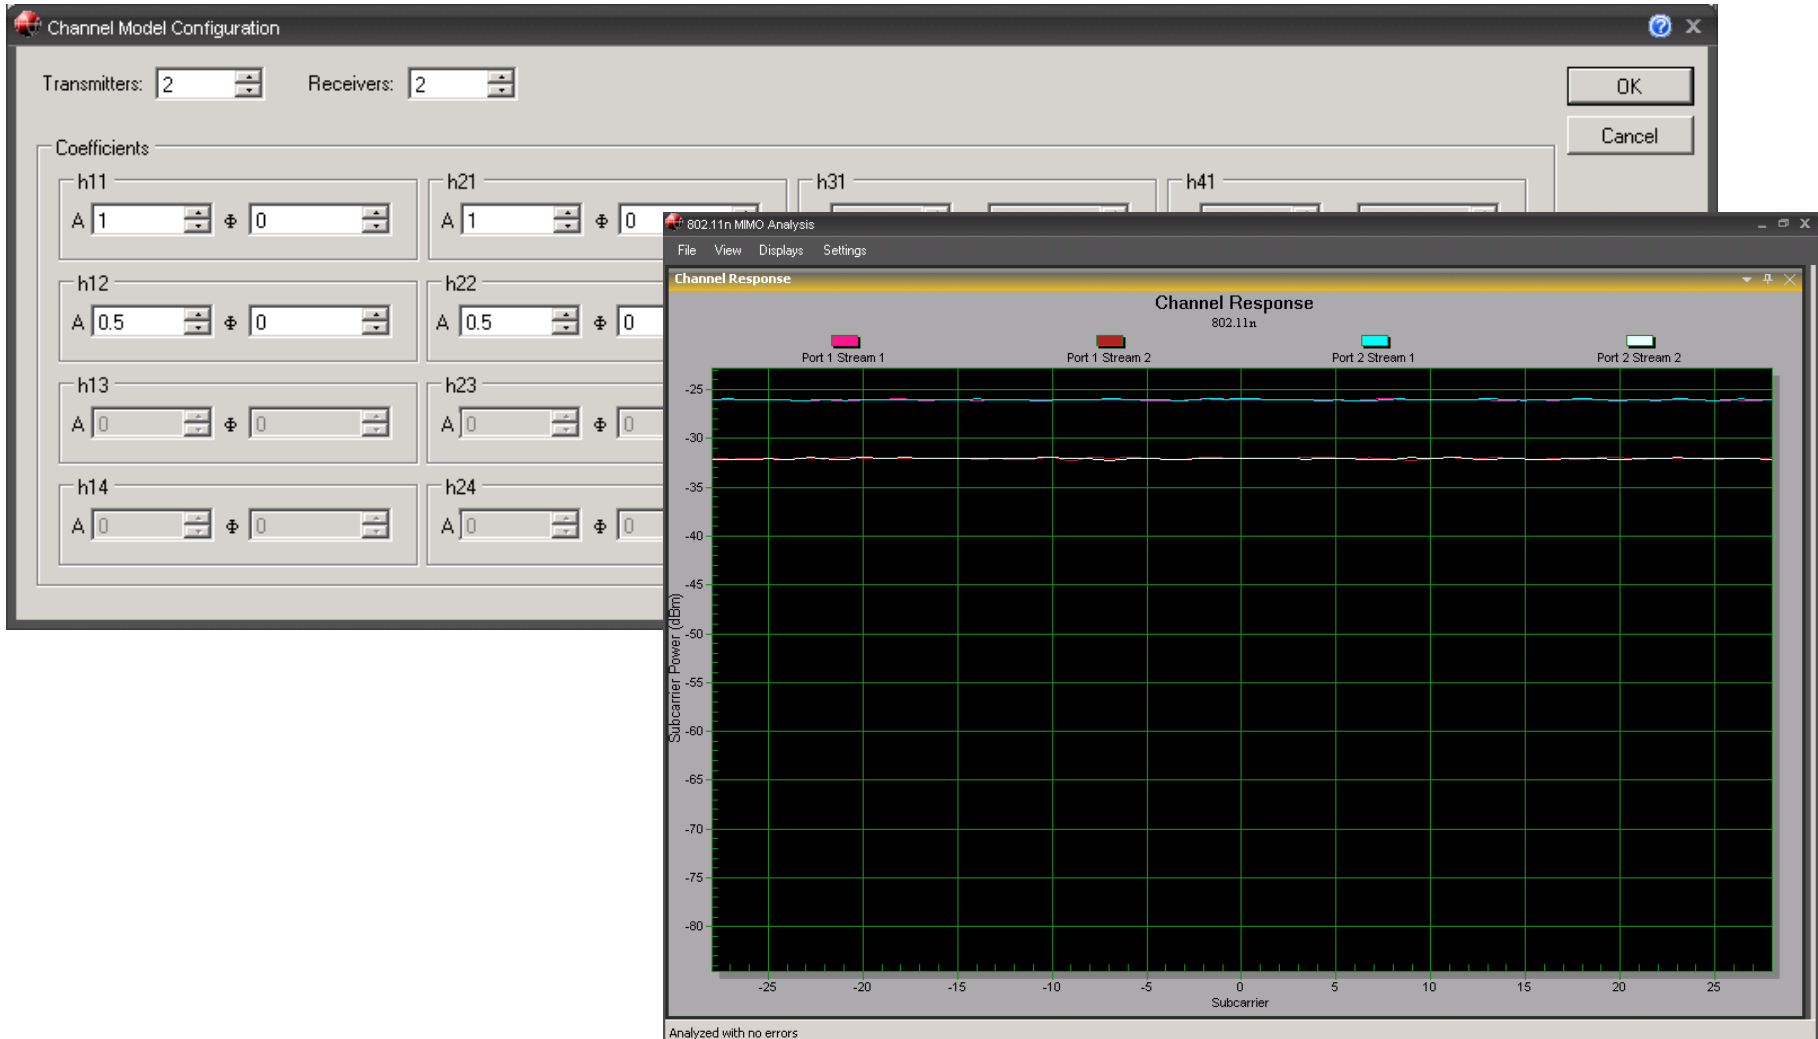 Channel Model Configuration
Transmitters: 2 Receivers: 2
OK
Cancel
Coefficients
h11 h21 h31 h41
A 1 Φ 0 A 1 Φ 0
h12 h22
A 0.5 Φ 0 A 0.5 Φ 0
h13 h23
A 0 Φ 0 A 0 Φ 0
h14 h24
A 0 Φ 0 A 0 Φ 0
802.11n MIMO Analysis
File View Displays Settings
Channel Response
Channel Response
802.11n
Port 1 Stream 1 Port 1 Stream 2 Port 2 Stream 1 Port 2 Stream 2
Subcarrier Power (dBm)
-25
-30
-35
-40
-45
-50
-55
-60
-65
-70
-75
-80
-25 -20 -15 -10 -5 0 5 10 15 20 25
Subcarrier
Analyzed with no errors